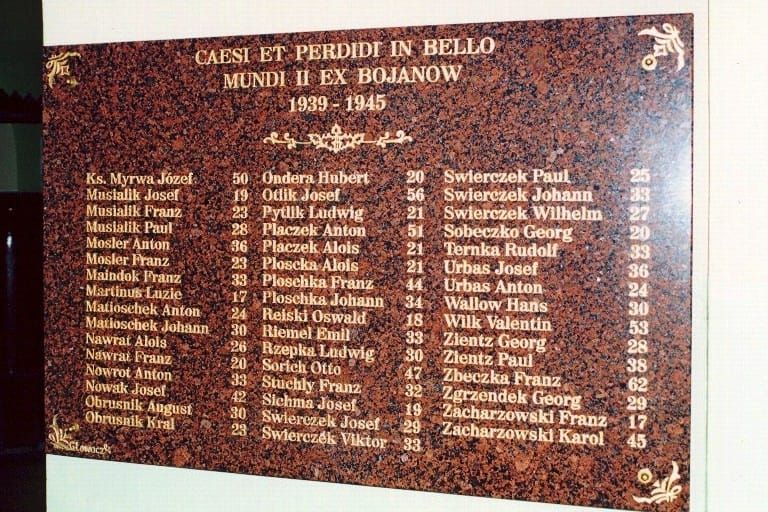 CAESI ET PERDIDI IN BELLO
MUNDI II EX BOJANOW
1939 - 1945
Ks. Myrwa Józef 50
Musialik Josef 19
Musialik Franz 23
Musialik Paul 28
Mosler Anton 36
Mosler Franz 23
Maindok Franz 33
Martinus Luzie 17
Matioschek Anton 24
Matioschek Johann 30
Nawrat Alois 26
Nawrat Franz 20
Nowrot Anton 33
Nowak Josef 42
Obrusnik August 30
Obrusnik Kral 23
Ondera Hubert 20
Otlik Josef 56
Pytlik Ludwig 21
Placzek Anton 51
Placzek Alois 21
Ploscka Alois 21
Ploschka Franz 44
Ploschka Johann 34
Reiski Oswald 18
Riemel Emil 33
Rzepka Ludwig 30
Sorich Otto 47
Stuchly Franz 32
Sichma Josef 19
Swierczek Josef 29
Swierczek Viktor 33
Swierczek Paul 25
Swierczek Johann 33
Swierczek Wilhelm 27
Sobeczko Georg 20
Ternka Rudolf 33
Urbas Josef 36
Urbas Anton 24
Wallow Hans 30
Wilk Valentin 53
Zientz Georg 28
Zientz Paul 38
Zbeczka Franz 62
Zgrzendek Georg 29
Zacharzowski Franz 17
Zacharzowski Karol 45